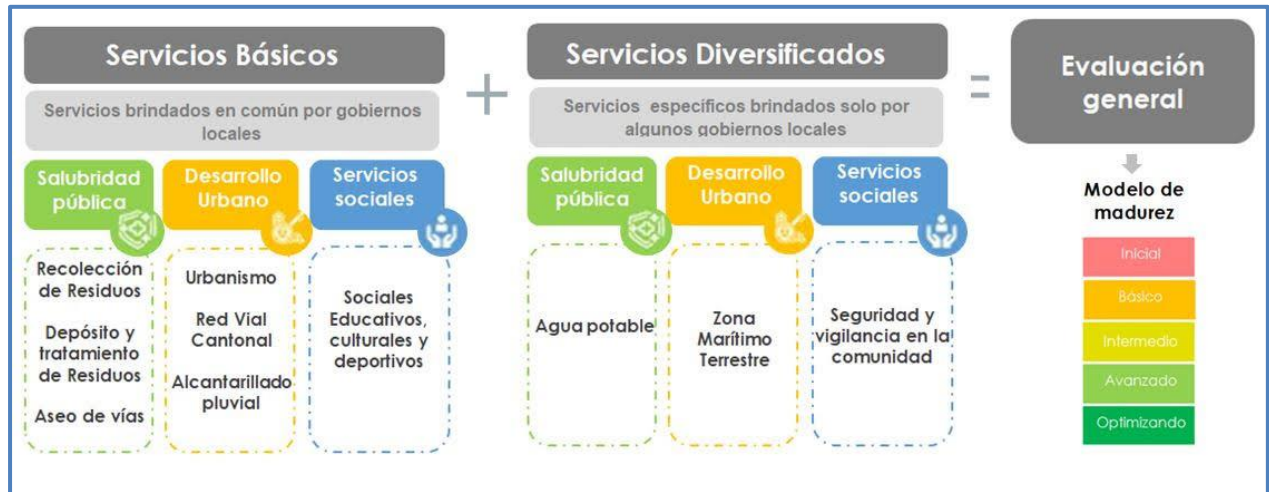 Servicios Básicos
Servicios brindados en común por gobiernos
locales
Salubridad
pública
Recolección
de Residuos
Depósito y
tratamiento
de Residuos
Aseo de vías
Desarrollo
Urbano
Urbanismo
Red Vial
Cantonal
Alcantarillado
pluvial
Servicios
sociales
Sociales
Educativos,
culturales y
deportivos
+
Servicios Diversificados
Servicios específicos brindados solo por
algunos gobiernos locales
Salubridad
pública
Agua potable
Desarrollo
Urbano
Zona
Marítimo
Terrestre
Servicios
sociales
Seguridad y
vigilancia en la
comunidad
=
Evaluación
general
Modelo de
madurez
Inicial
Básico
Intermedio
Avanzado
Optimizando